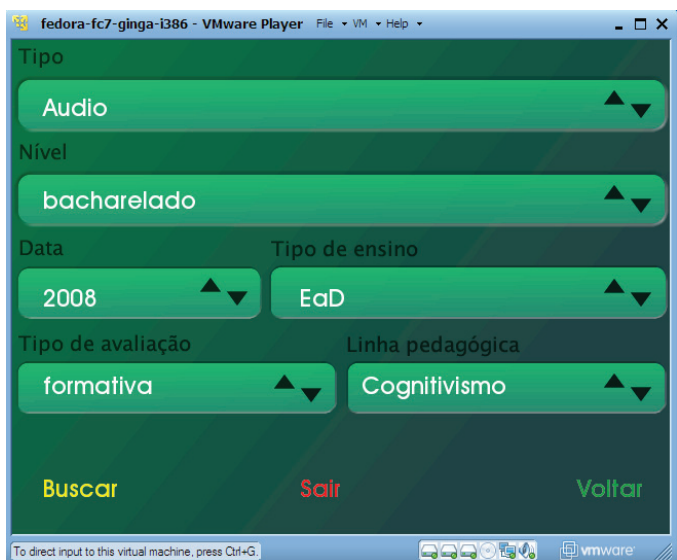 fedora-fc7-ginga-i386 - VMware Player File VM Help
Tipo
Audio
Nível
bacharelado
Data Tipo de ensino
2008 EaD
Tipo de avaliação Linha pedagógica
formativa Cognitivismo
Buscar Sair Voltar
To direct input to this virtual machine, press Ctrl+G. vmware